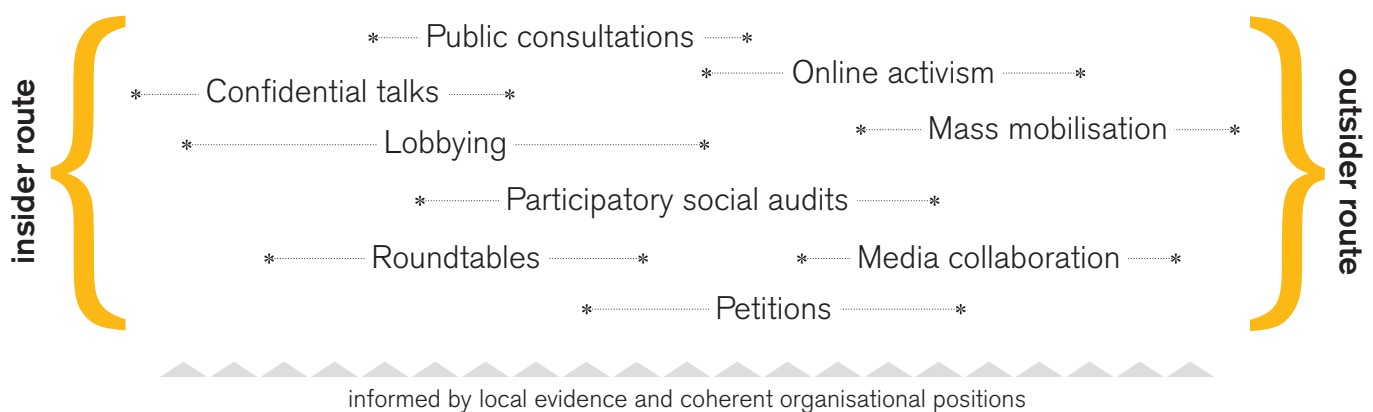 insider route
Public consultations
Online activism
Confidential talks
Mass mobilisation
Lobbying
Participatory social audits
Roundtables
Media collaboration
Petitions
outsider route
informed by local evidence and coherent organisational positions